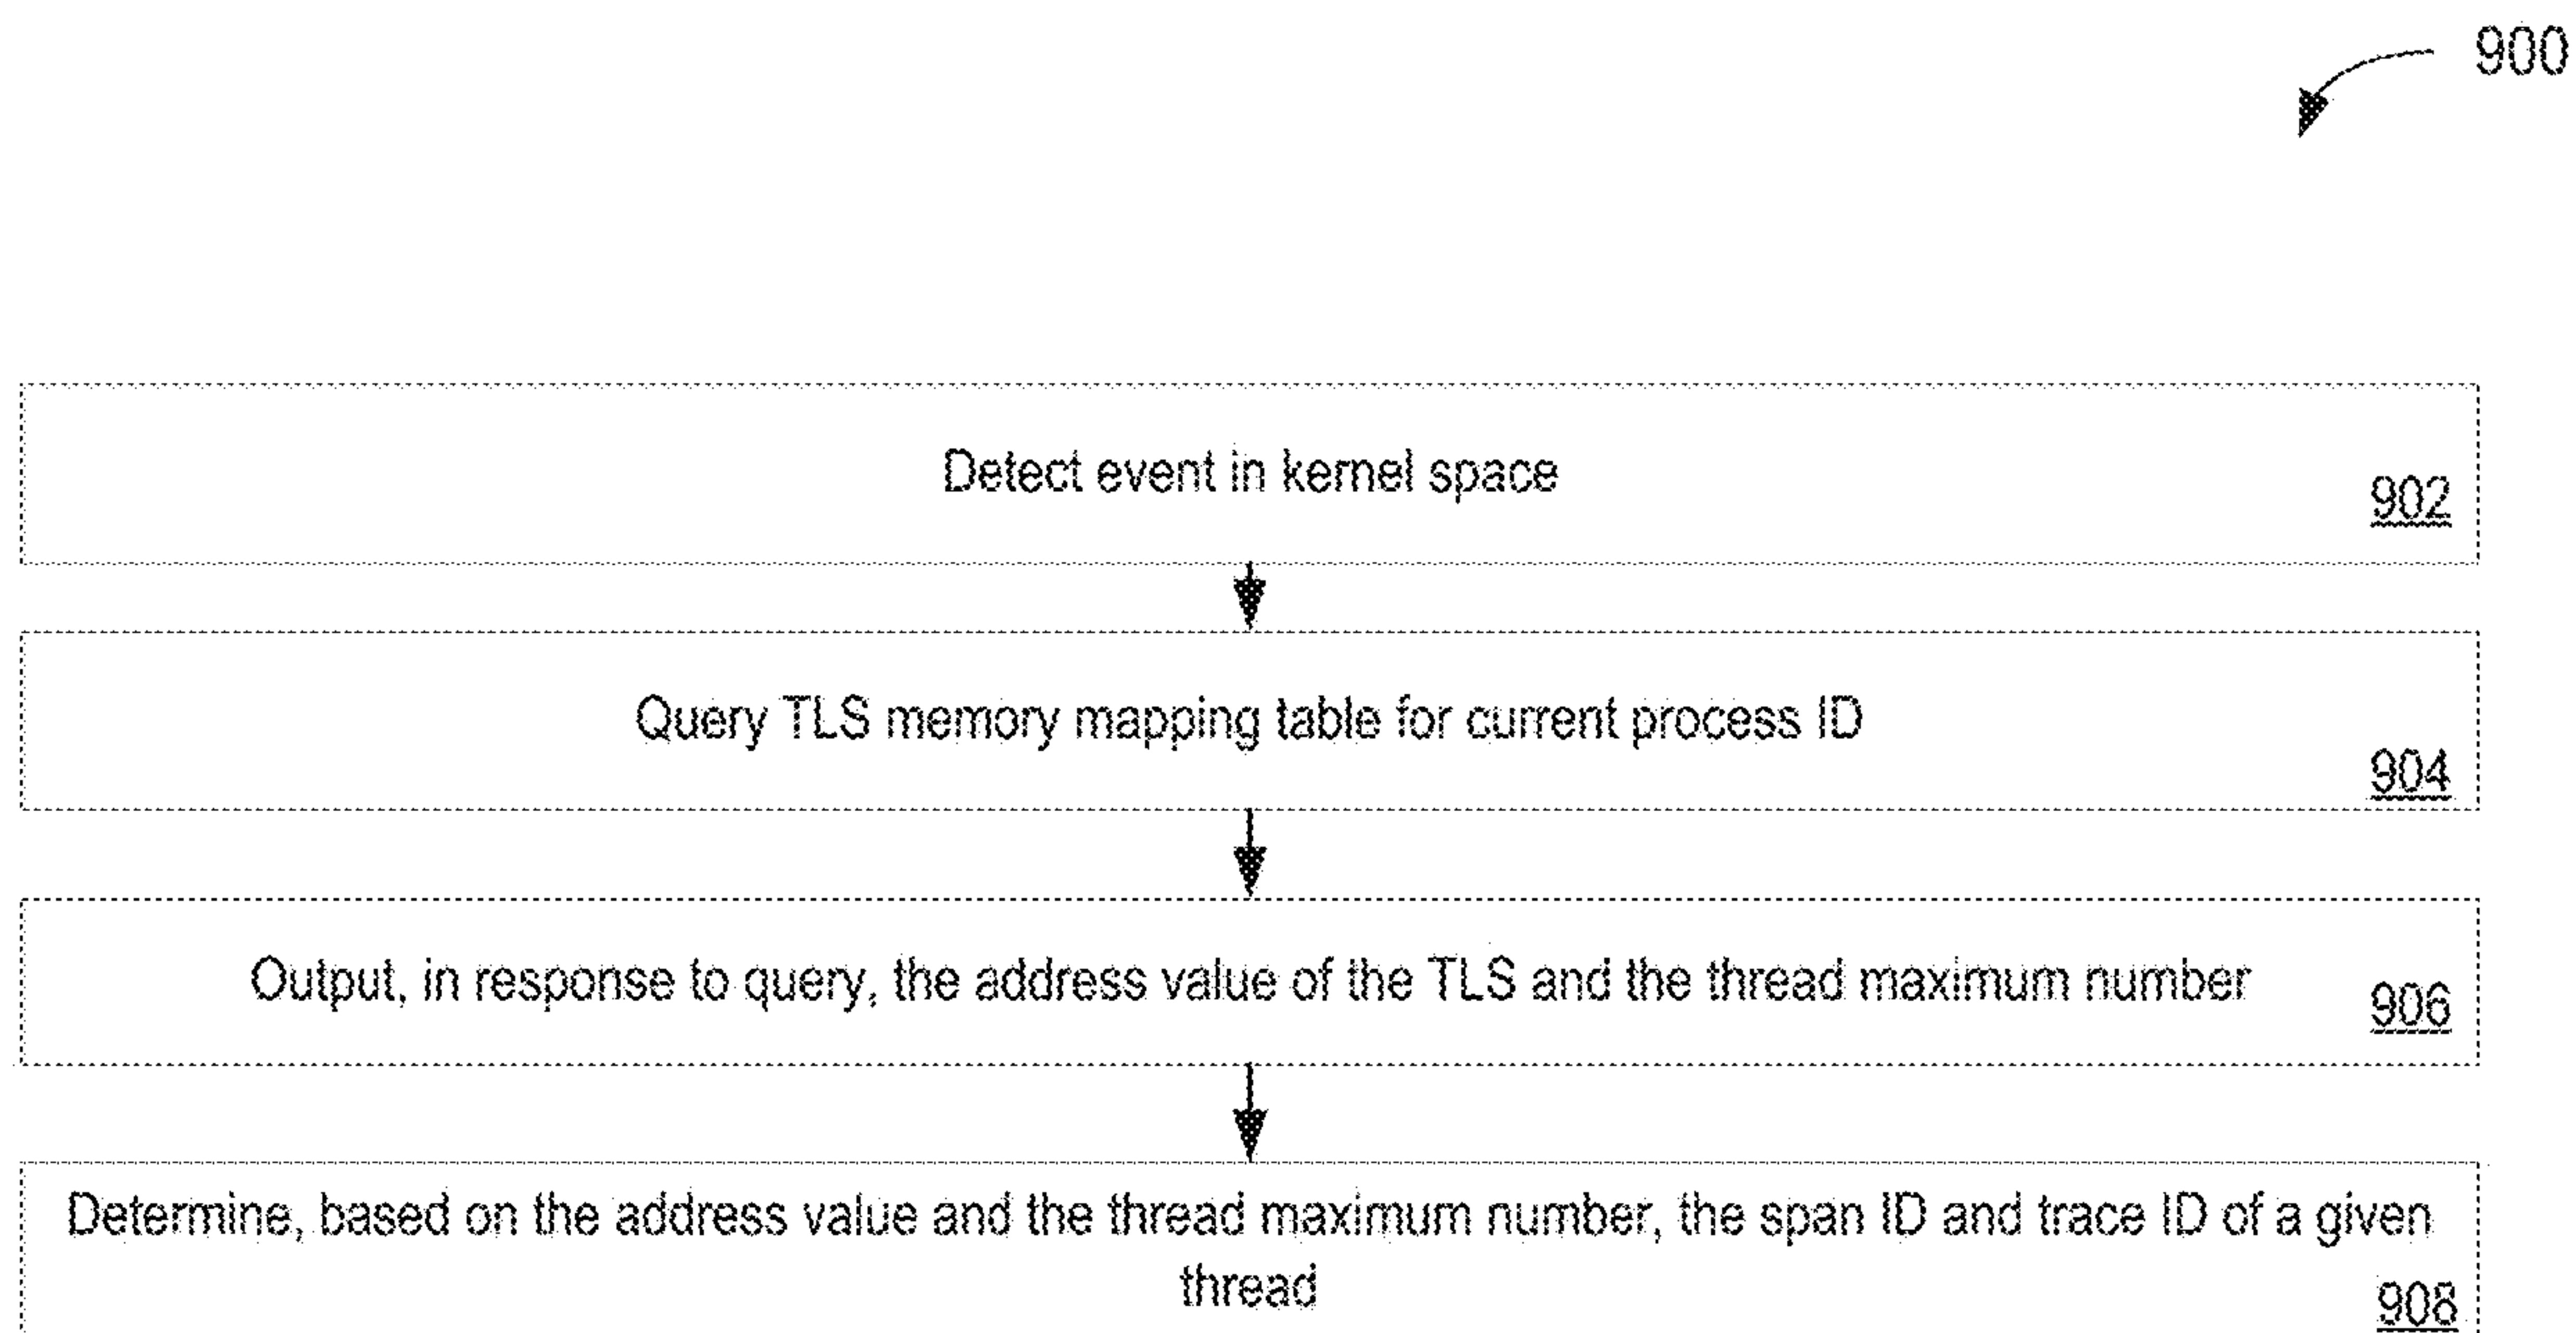 900
Detect event in kernel space
902
Query TLS memory mapping table for current process ID
904
Output, in response to query, the address value of the TLS and the thread maximum number
906
Determine, based on the address value and the thread maximum number, the span ID and trace ID of a given
thread
908